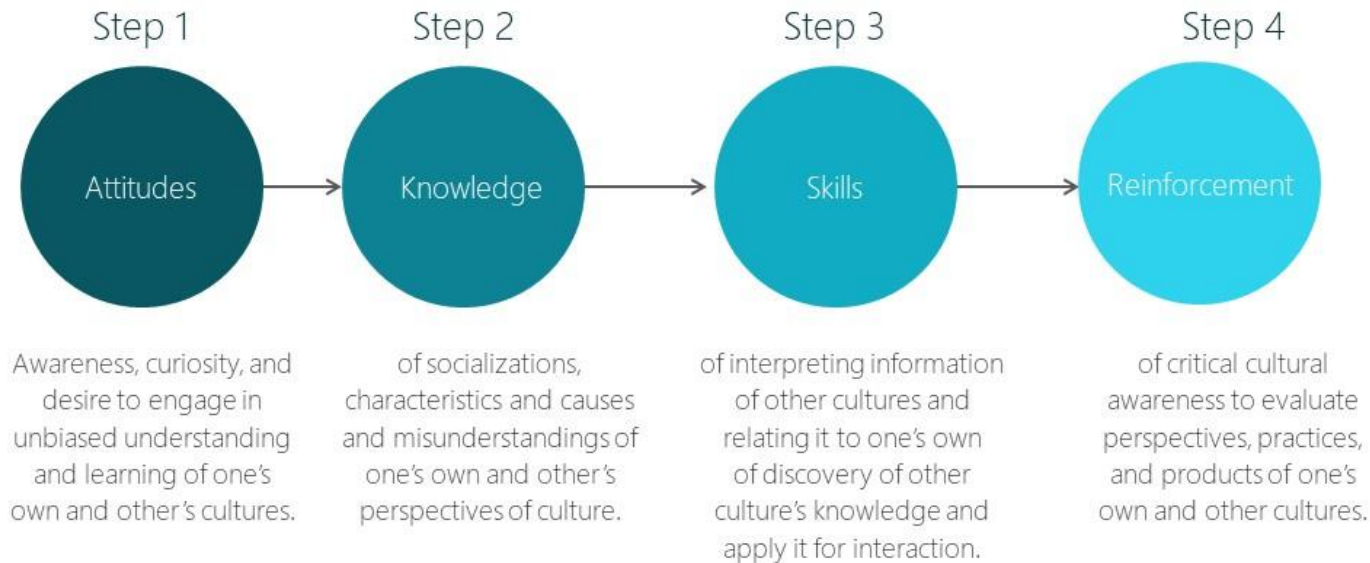 Step 1
Step 2
Step 3
Step 4
Attitudes
Knowledge
Skills
Reinforcement
Awareness, curiosity, and
desire to engage in
unbiased understanding
and learning of one's
own and other's cultures.
of socializations,
characteristics and causes
and misunderstandings of
one's own and other's
perspectives of culture.
of interpreting information
of other cultures and
relating it to one's own
of discovery of other
culture's knowledge and
apply it for interaction.
of critical cultural
awareness to evaluate
perspectives, practices,
and products of one's
own and other cultures.